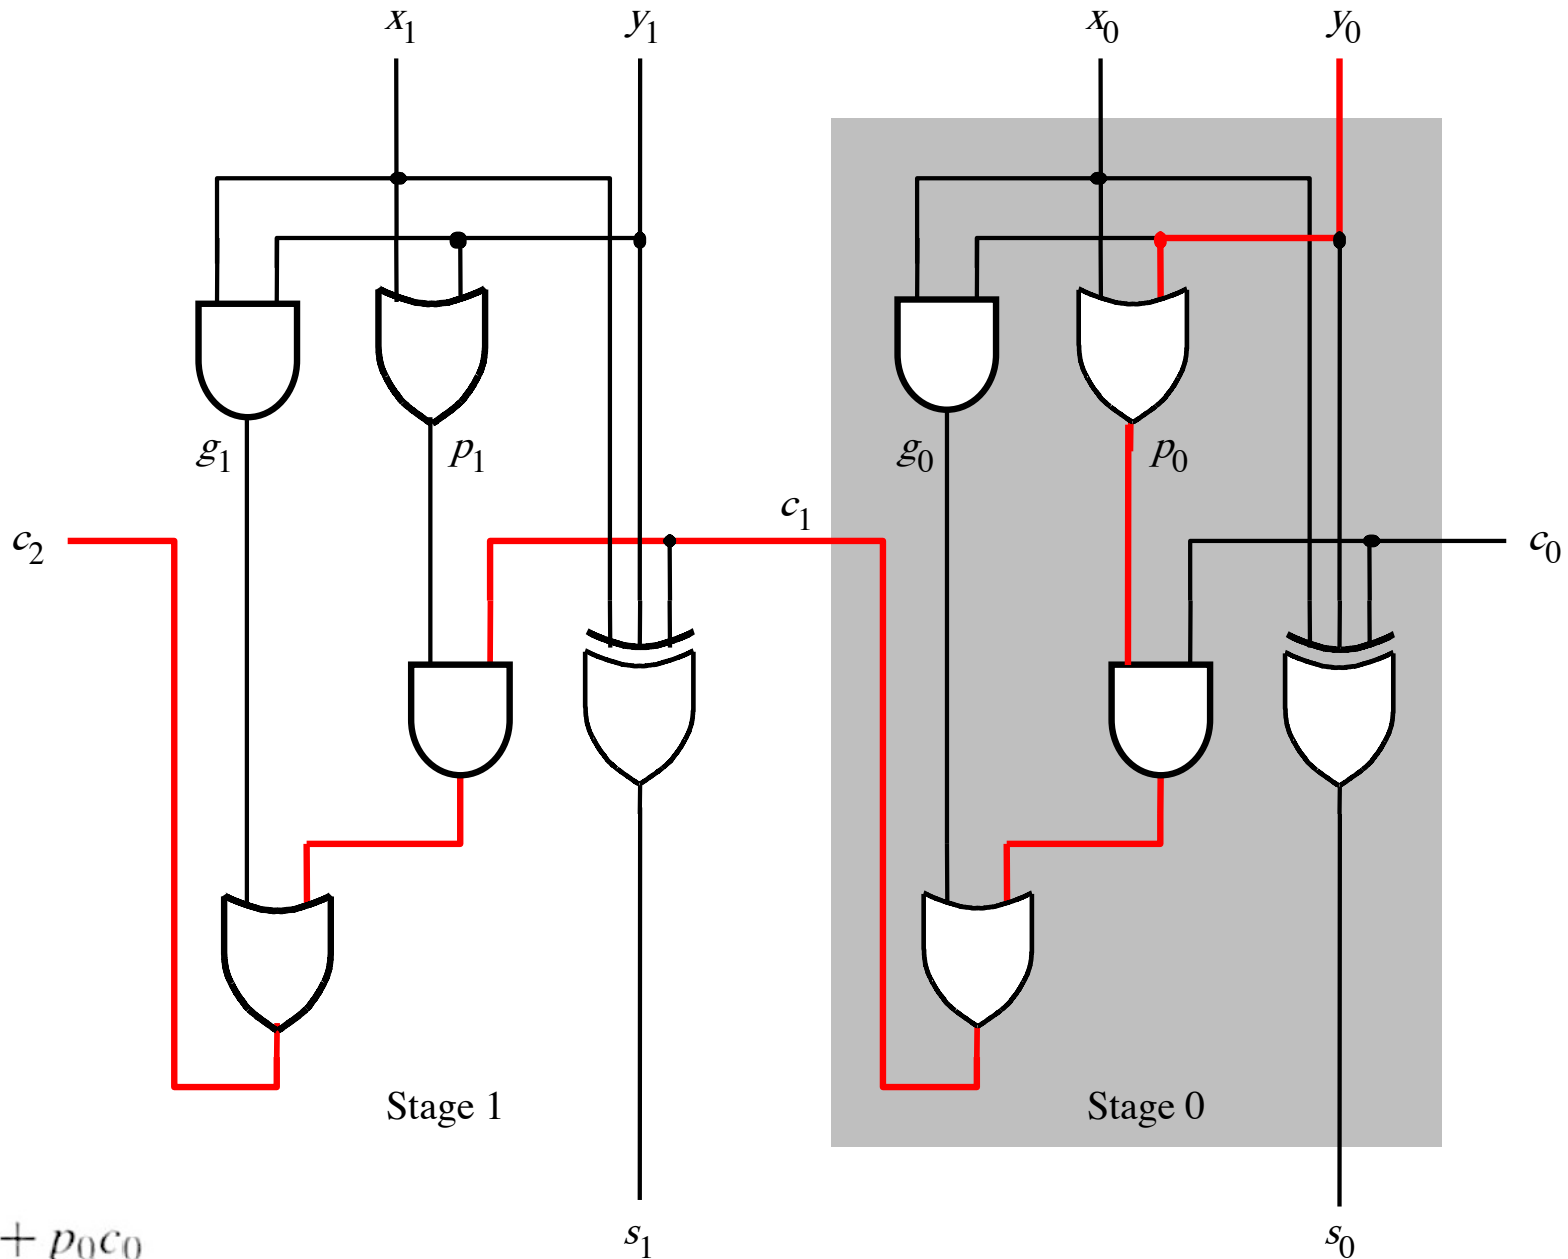 x₁ y₁ x₀ y₀
g₁ p₁ g₀ p₀
c₂ c₁ c₀
Stage 1 Stage 0
s₁ s₀
+ p₀c₀